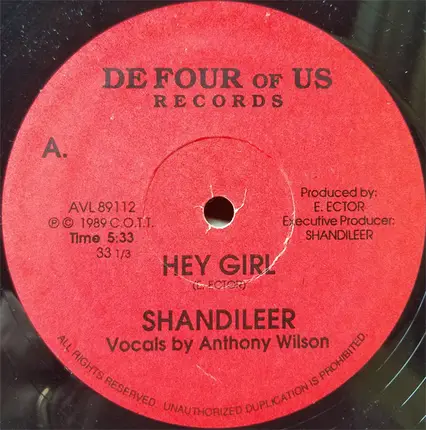 DE FOUR OF US
RECORDS
A.
AVL 89112
℗ © 1989 C.O.T.T.
Time 5:33
33 1/3
Produced by:
E. ECTOR
Executive Producer:
SHANDILEER
HEY GIRL
(E. ECTOR)
SHANDILEER
Vocals by Anthony Wilson
ALL RIGHTS RESERVED. UNAUTHORIZED DUPLICATION IS PROHIBITED.